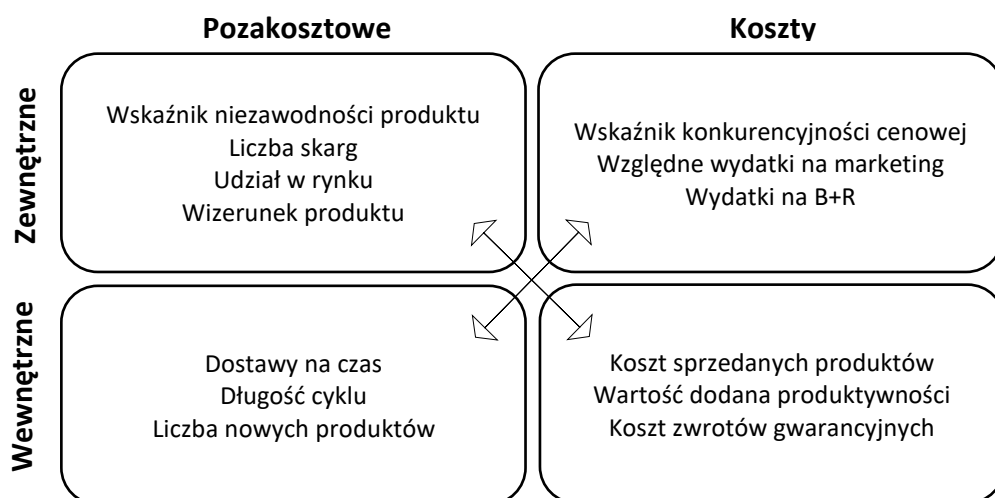 Pozakosztowe
Koszty
Zewnętrzne
Wskaźnik niezawodności produktu
Liczba skarg
Udział w rynku
Wizerunek produktu
Wskaźnik konkurencyjności cenowej
Względne wydatki na marketing
Wydatki na B+R
Wewnętrzne
Dostawy na czas
Długość cyklu
Liczba nowych produktów
Koszt sprzedanych produktów
Wartość dodana produktywności
Koszt zwrotów gwarancyjnych